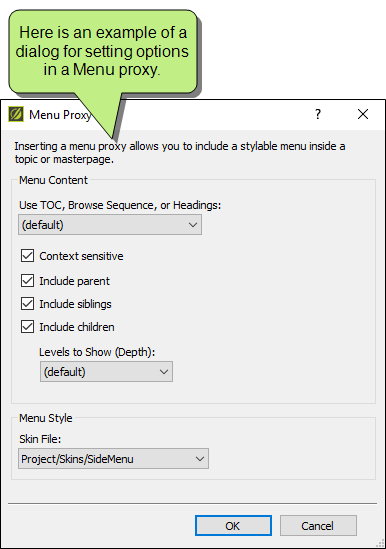 Here is an example of a
dialog for setting options
in a Menu proxy.
Menu Proxy
?
Inserting a menu proxy allows you to include a stylable menu inside a
topic or masterpage.
Menu Content
Use TOC, Browse Sequence, or Headings:
(default)
Context sensitive
Include parent
Include siblings
Include children
Levels to Show (Depth):
(default)
Menu Style
Skin File:
Project/Skins/SideMenu
OK
Cancel